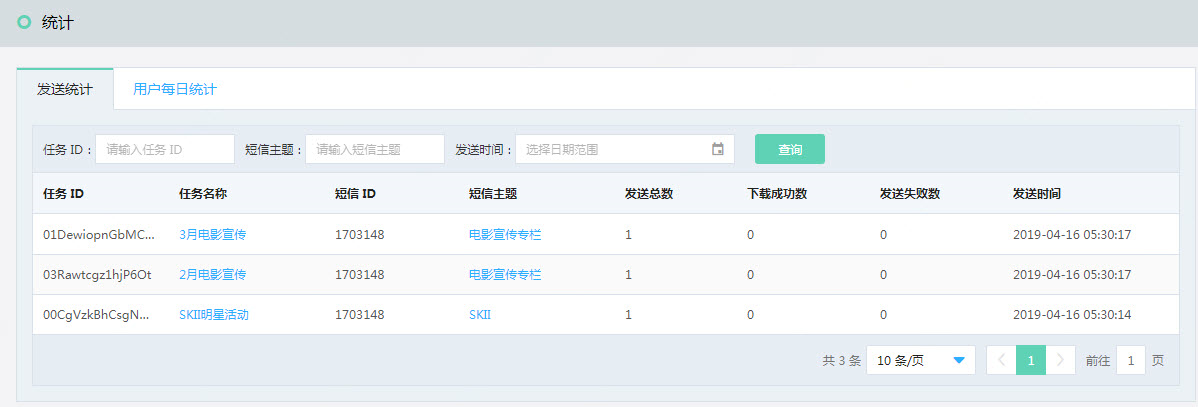 统计
发送统计 用户每日统计
任务 ID : 请输入任务 ID 短信主题 : 请输入短信主题 发送时间 : 选择日期范围 查询
任务 ID 任务名称 短信 ID 短信主题 发送总数 下载成功数 发送失败数 发送时间
01DewiopnGbMC... 3月电影宣传 1703148 电影宣传专栏 1 0 0 2019-04-16 05:30:17
03Rawtcgz1hjP6Ot 2月电影宣传 1703148 电影宣传专栏 1 0 0 2019-04-16 05:30:17
00CgVzkBhCsgN... SKII明星活动 1703148 SKII 1 0 0 2019-04-16 05:30:14
共 3 条 10 条/页 1 前往 1 页